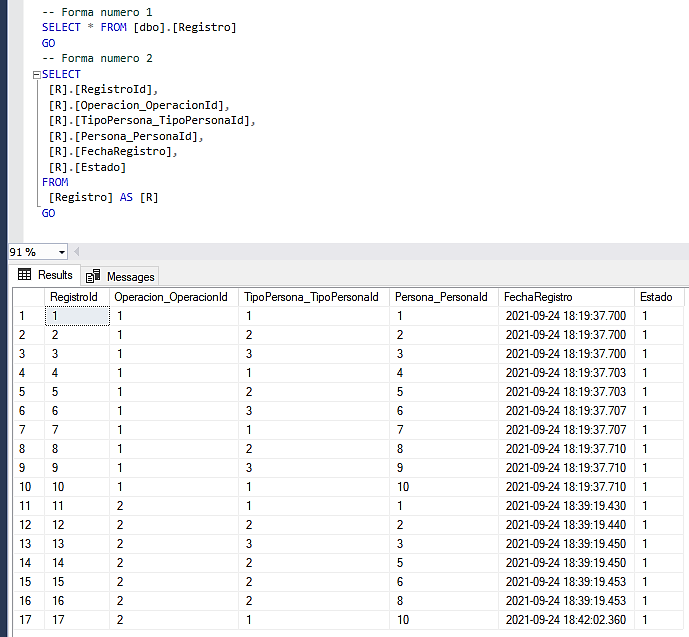 -- Forma numero 1
SELECT * FROM [dbo].[Registro]
GO
-- Forma numero 2
SELECT
[R].[RegistroId],
[R].[Operacion_OperacionId],
[R].[TipoPersona_TipoPersonaId],
[R].[Persona_PersonaId],
[R].[FechaRegistro],
[R].[Estado]
FROM
[Registro] AS [R]
GO
91 %
Results Messages
RegistroId Operacion_OperacionId TipoPersona_TipoPersonaId Persona_PersonaId FechaRegistro Estado
1 1 1 1 1 2021-09-24 18:19:37.700 1
2 2 1 2 2 2021-09-24 18:19:37.700 1
3 3 1 3 3 2021-09-24 18:19:37.700 1
4 4 1 1 4 2021-09-24 18:19:37.703 1
5 5 1 2 5 2021-09-24 18:19:37.703 1
6 6 1 3 6 2021-09-24 18:19:37.707 1
7 7 1 1 7 2021-09-24 18:19:37.707 1
8 8 1 2 8 2021-09-24 18:19:37.710 1
9 9 1 3 9 2021-09-24 18:19:37.710 1
10 10 1 1 10 2021-09-24 18:19:37.710 1
11 11 2 1 1 2021-09-24 18:39:19.430 1
12 12 2 2 2 2021-09-24 18:39:19.440 1
13 13 2 3 3 2021-09-24 18:39:19.450 1
14 14 2 2 5 2021-09-24 18:39:19.450 1
15 15 2 2 6 2021-09-24 18:39:19.453 1
16 16 2 2 8 2021-09-24 18:39:19.453 1
17 17 2 1 10 2021-09-24 18:42:02.360 1